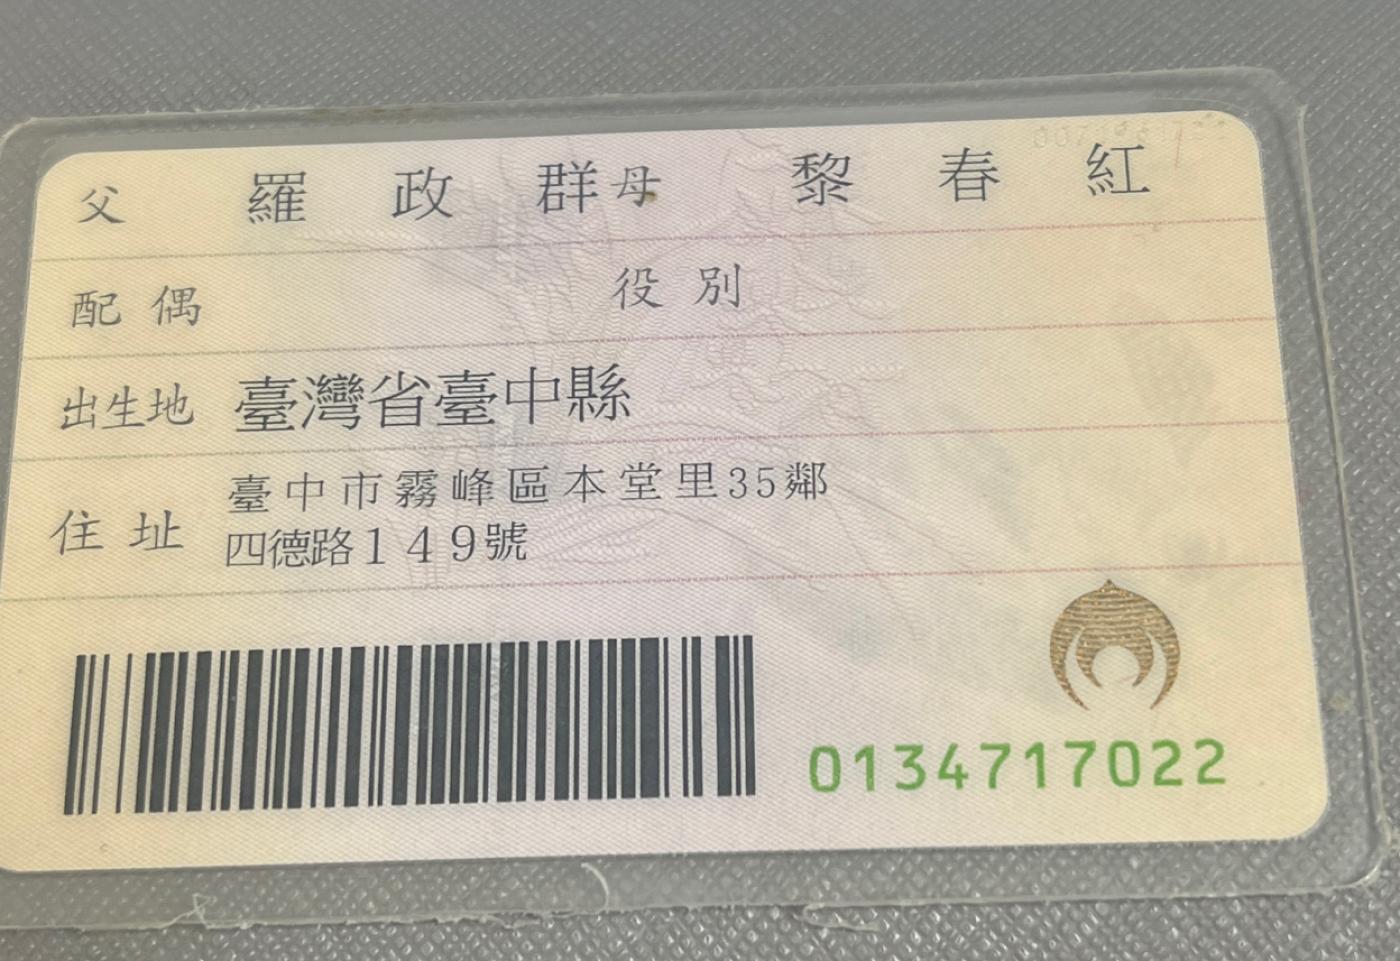 父 羅政群 母 黎春紅
配偶 役別
出生地 臺灣省臺中縣
住址 臺中市霧峰區本堂里35鄰
四德路149號
0134717022